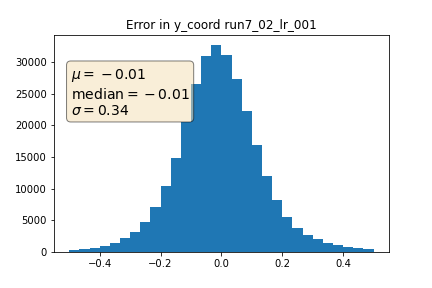 Error in y_coord run7_02_lr_001
μ = −0.01
median = −0.01
σ = 0.34
30000
25000
20000
15000
10000
5000
0
−0.4 −0.2 0.0 0.2 0.4